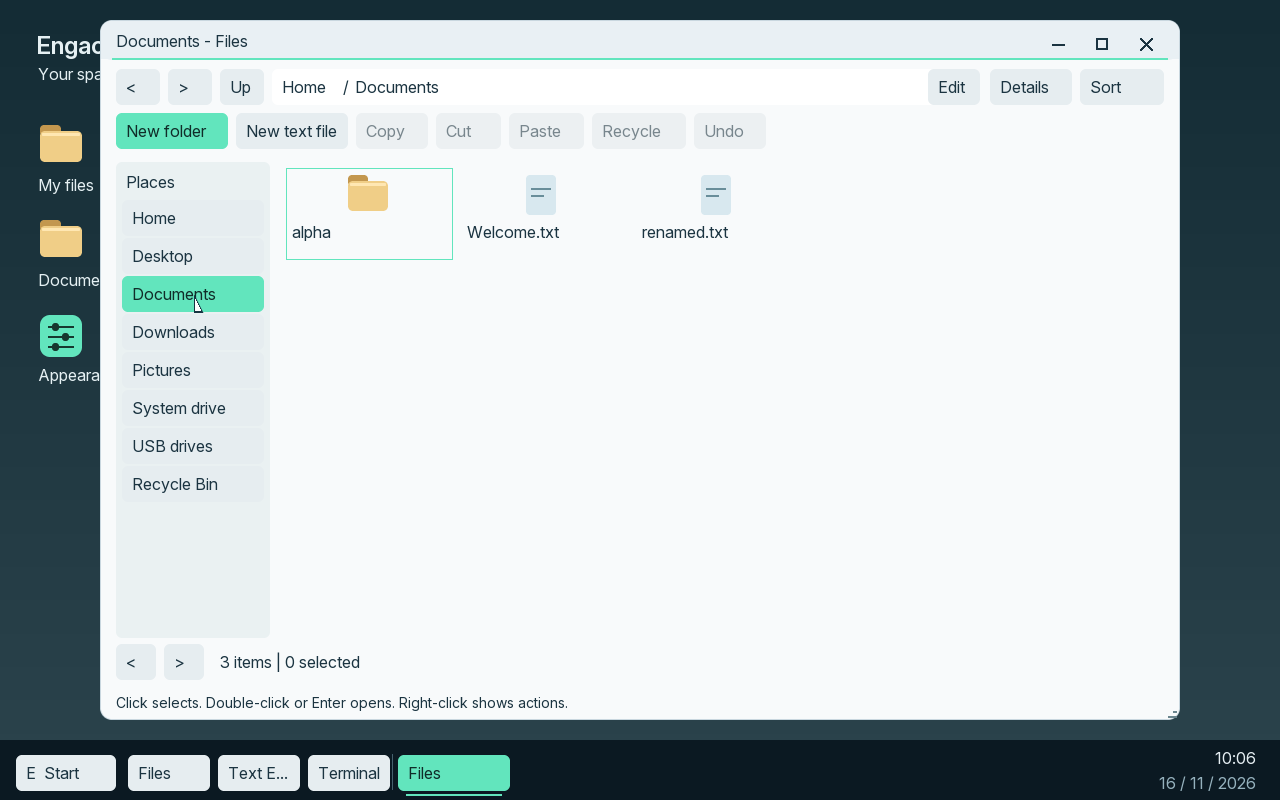 Documents - Files
Your spa
< > Up Home / Documents Edit Details Sort
New folder New text file Copy Cut Paste Recycle Undo
My files
Places
Home
Desktop
Documents
Downloads
Pictures
System drive
USB drives
Recycle Bin
alpha Welcome.txt renamed.txt
Docume
Appeara
< > 3 items | 0 selected
Click selects. Double-click or Enter opens. Right-click shows actions.
E Start Files Text E... Terminal Files
10:06
16 / 11 / 2026